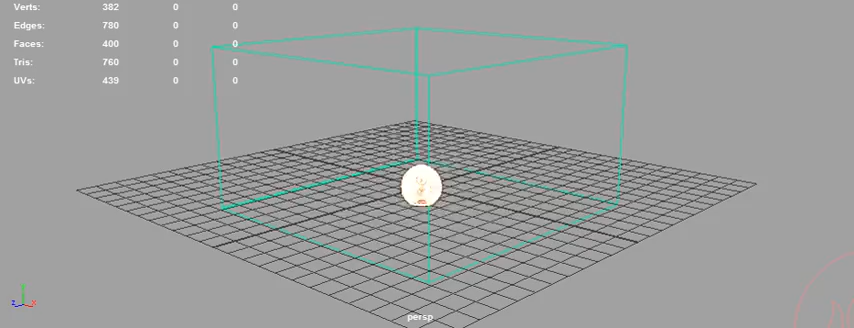 Verts: 382 0 0
Edges: 780 0 0
Faces: 400 0 0
Tris: 760 0 0
UVs: 439 0 0
persp